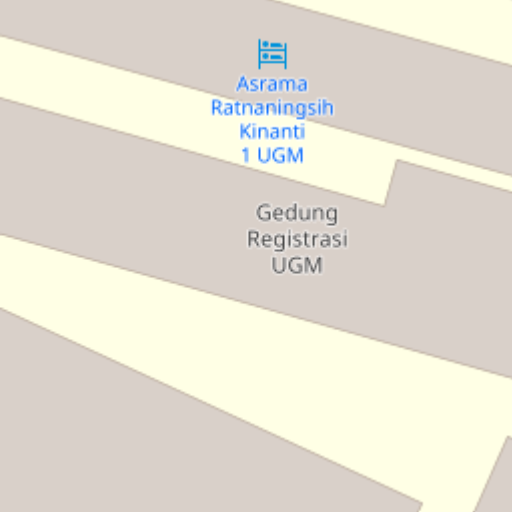 Asrama
Ratnaningsih
Kinanti
1 UGM
Gedung
Registrasi
UGM